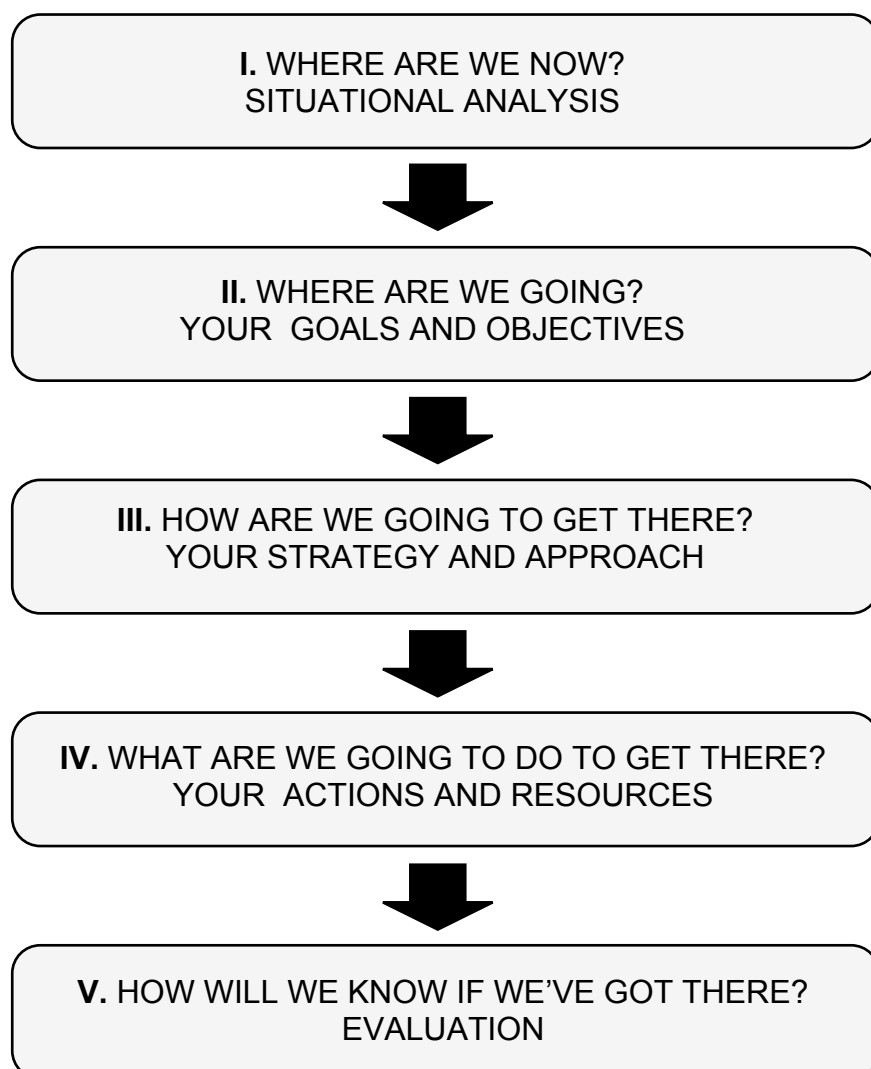 I. WHERE ARE WE NOW?
SITUATIONAL ANALYSIS
II. WHERE ARE WE GOING?
YOUR  GOALS AND OBJECTIVES
III. HOW ARE WE GOING TO GET THERE?
YOUR STRATEGY AND APPROACH
IV. WHAT ARE WE GOING TO DO TO GET THERE?
YOUR  ACTIONS AND RESOURCES
V. HOW WILL WE KNOW IF WE’VE GOT THERE?
EVALUATION